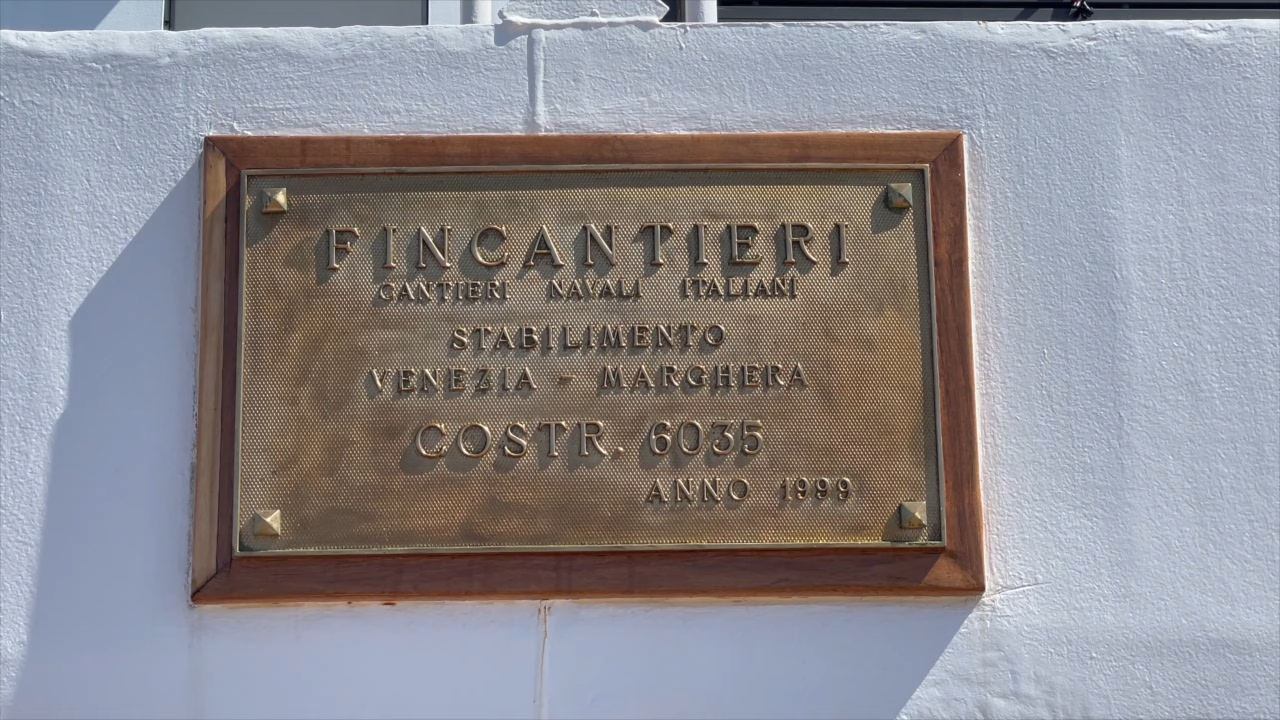 FINCANTIERI
CANTIERI NAVALI ITALIANI
STABILIMENTO
VENEZIA - MARGHERA
COSTR. 6035
ANNO 1999